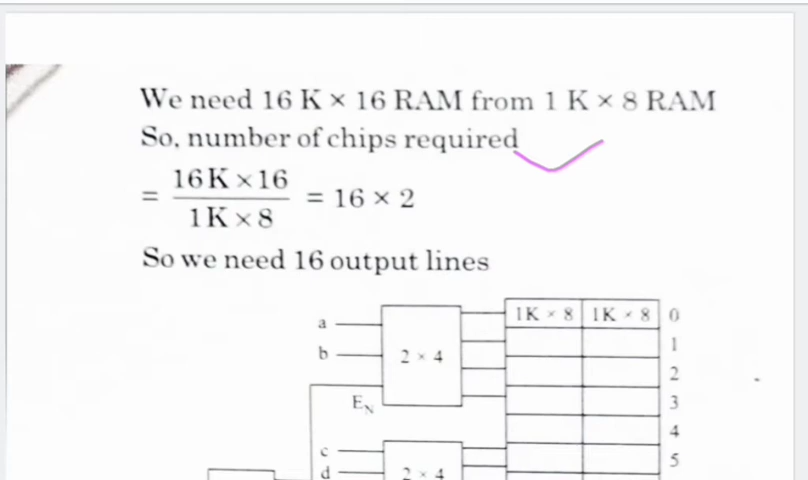 We need 16 K × 16 RAM from 1 K × 8 RAM
So, number of chips required
= 16K × 16 / 1K × 8 = 16 × 2
So we need 16 output lines
1K × 8 1K × 8 0
a
1
b
2 × 4
2
E_N
3
4
c
5
d
2 × 4